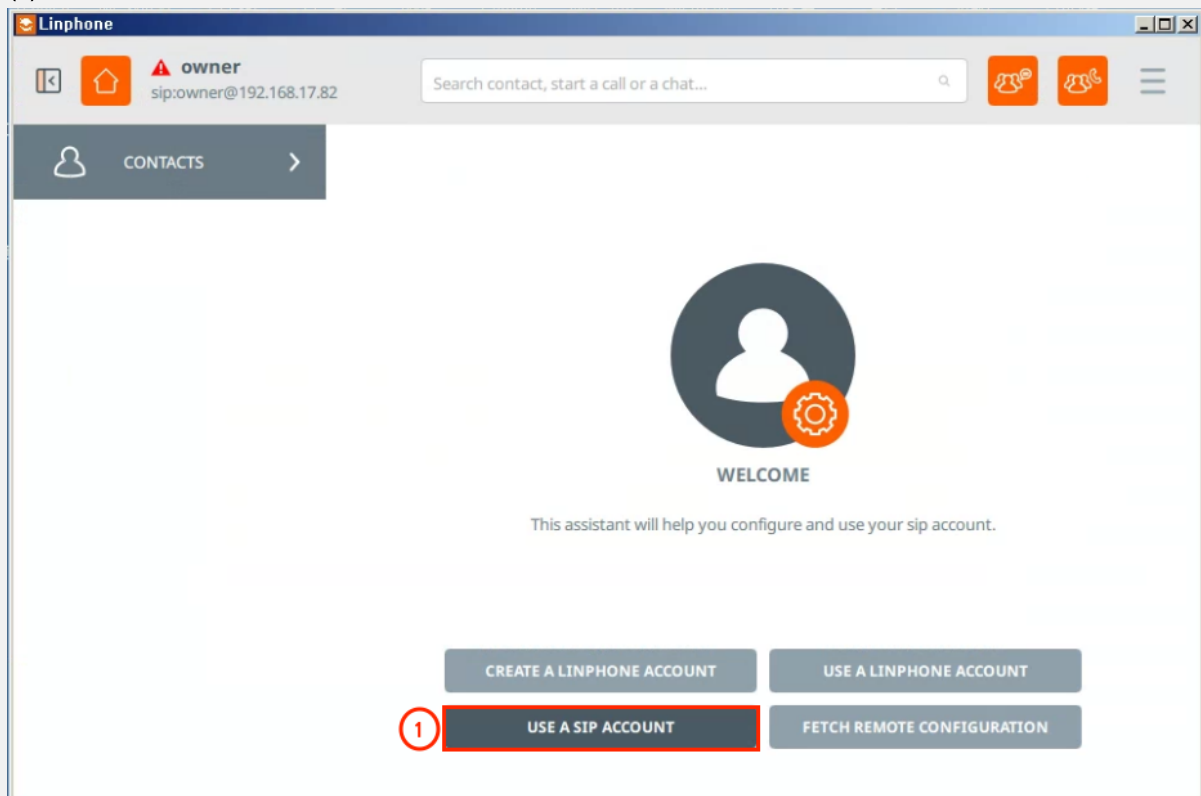 Linphone
owner
sip:owner@192.168.17.82
Search contact, start a call or a chat...
CONTACTS
WELCOME
This assistant will help you configure and use your sip account.
CREATE A LINPHONE ACCOUNT
USE A LINPHONE ACCOUNT
1
USE A SIP ACCOUNT
FETCH REMOTE CONFIGURATION